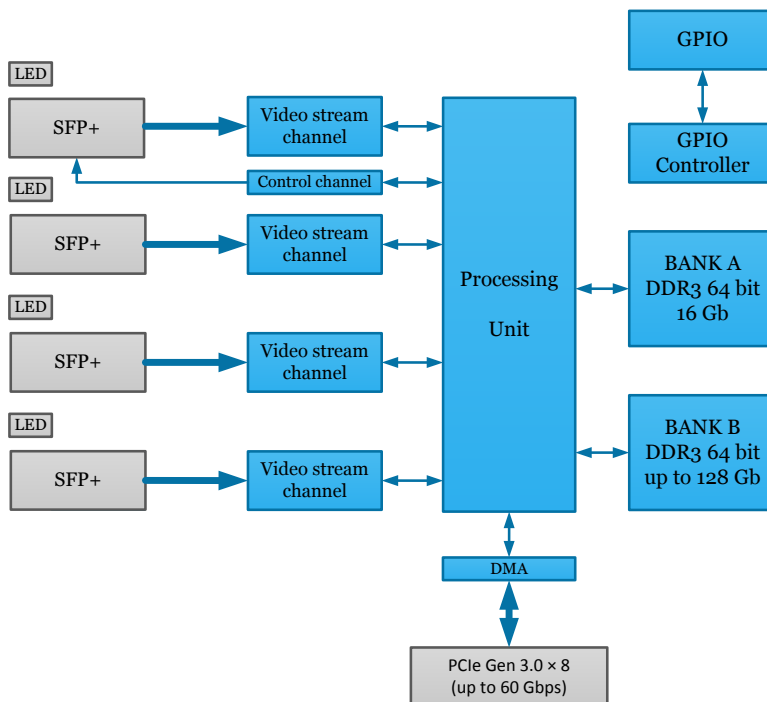 GPIO
LED
SFP+
Video stream
channel
GPIO
Controller
Control channel
LED
SFP+
Video stream
channel
BANK A
DDR3 64 bit
16 Gb
Processing
Unit
LED
SFP+
Video stream
channel
LED
SFP+
Video stream
channel
BANK B
DDR3 64 bit
up to 128 Gb
DMA
PCIe Gen 3.0 × 8
(up to 60 Gbps)